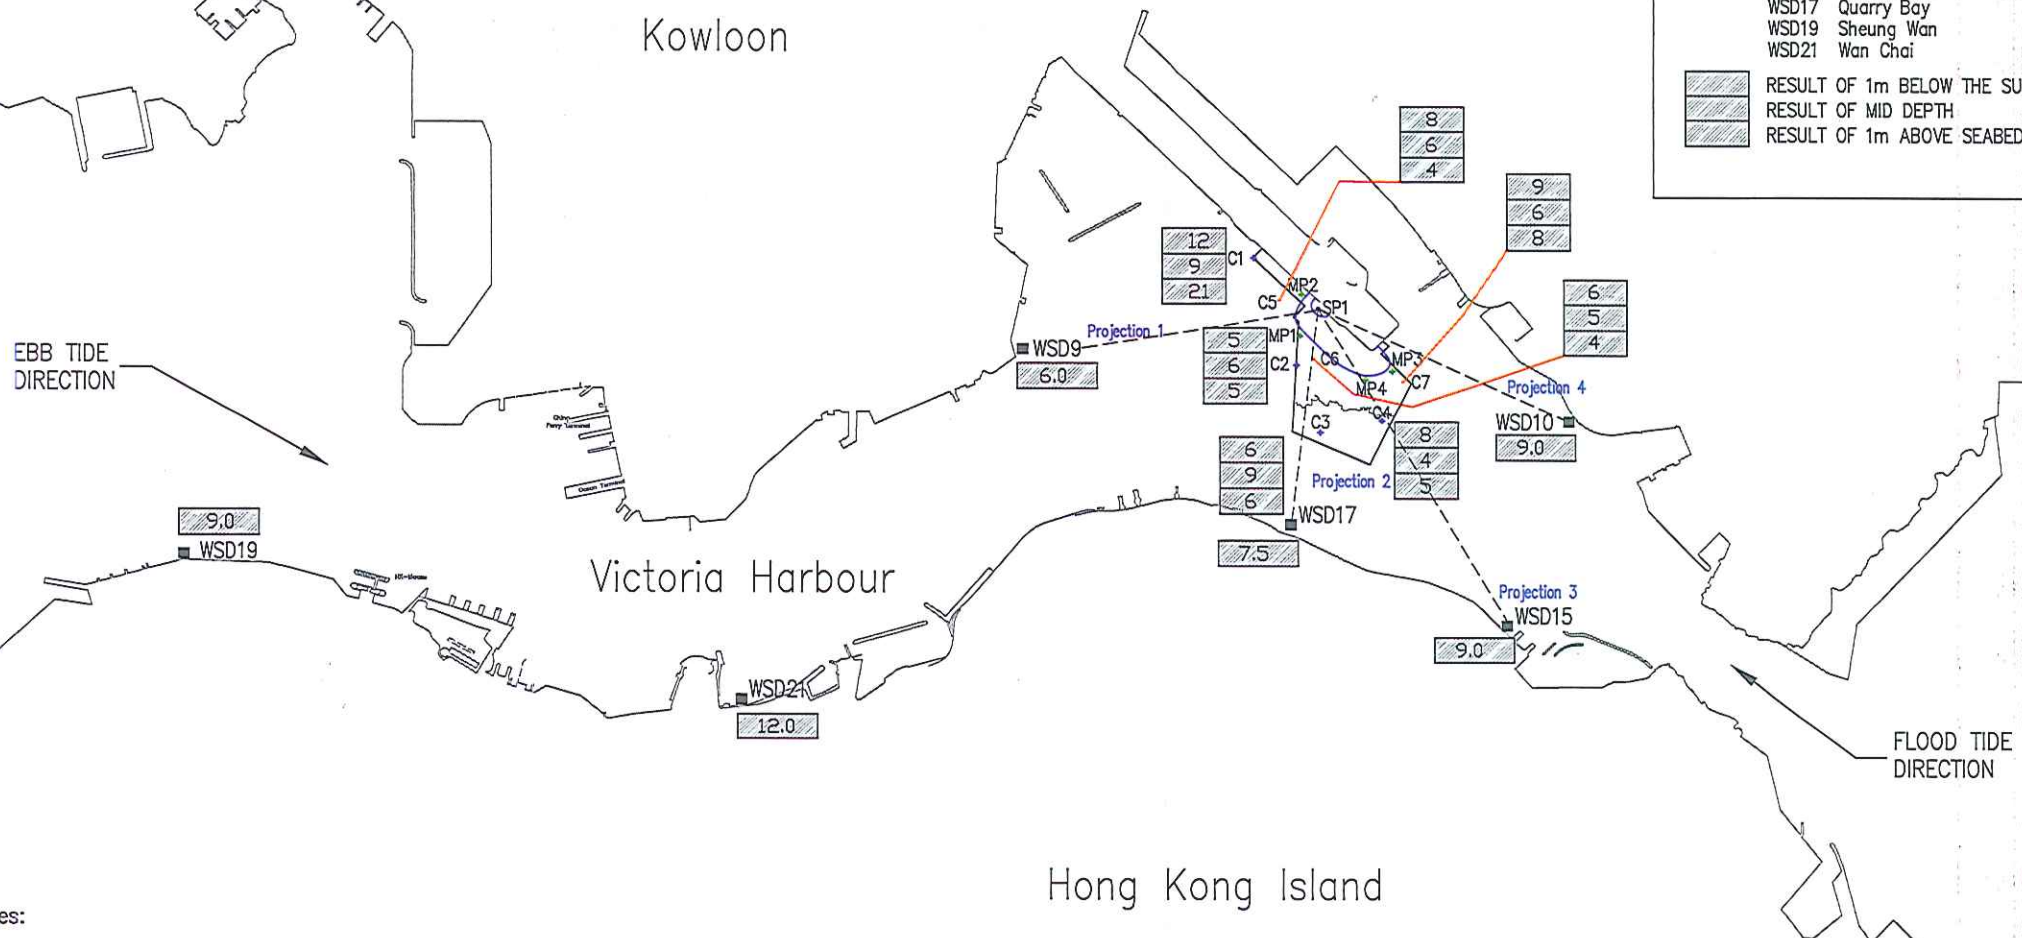 Kowloon
WSD17 Quarry Bay
WSD19 Sheung Wan
WSD21 Wan Chai
RESULT OF 1m BELOW THE SU
RESULT OF MID DEPTH
RESULT OF 1m ABOVE SEABED
8
6
4
9
6
8
12
9
21
C1
MP2
C5
SP1
6
5
4
Projection 1
MP1
5
6
5
C2
C6
MP3
C7
MP4
WSD9
6.0
EBB TIDE
DIRECTION
Projection 4
WSD10
9.0
C3
C4
8
4
5
6
9
6
Projection 2
China
Ferry Terminal
Ocean Terminal
WSD17
7.5
9.0
WSD19
Victoria Harbour
Projection 3
WSD15
9.0
WSD21
12.0
FLOOD TIDE
DIRECTION
Hong Kong Island
es: